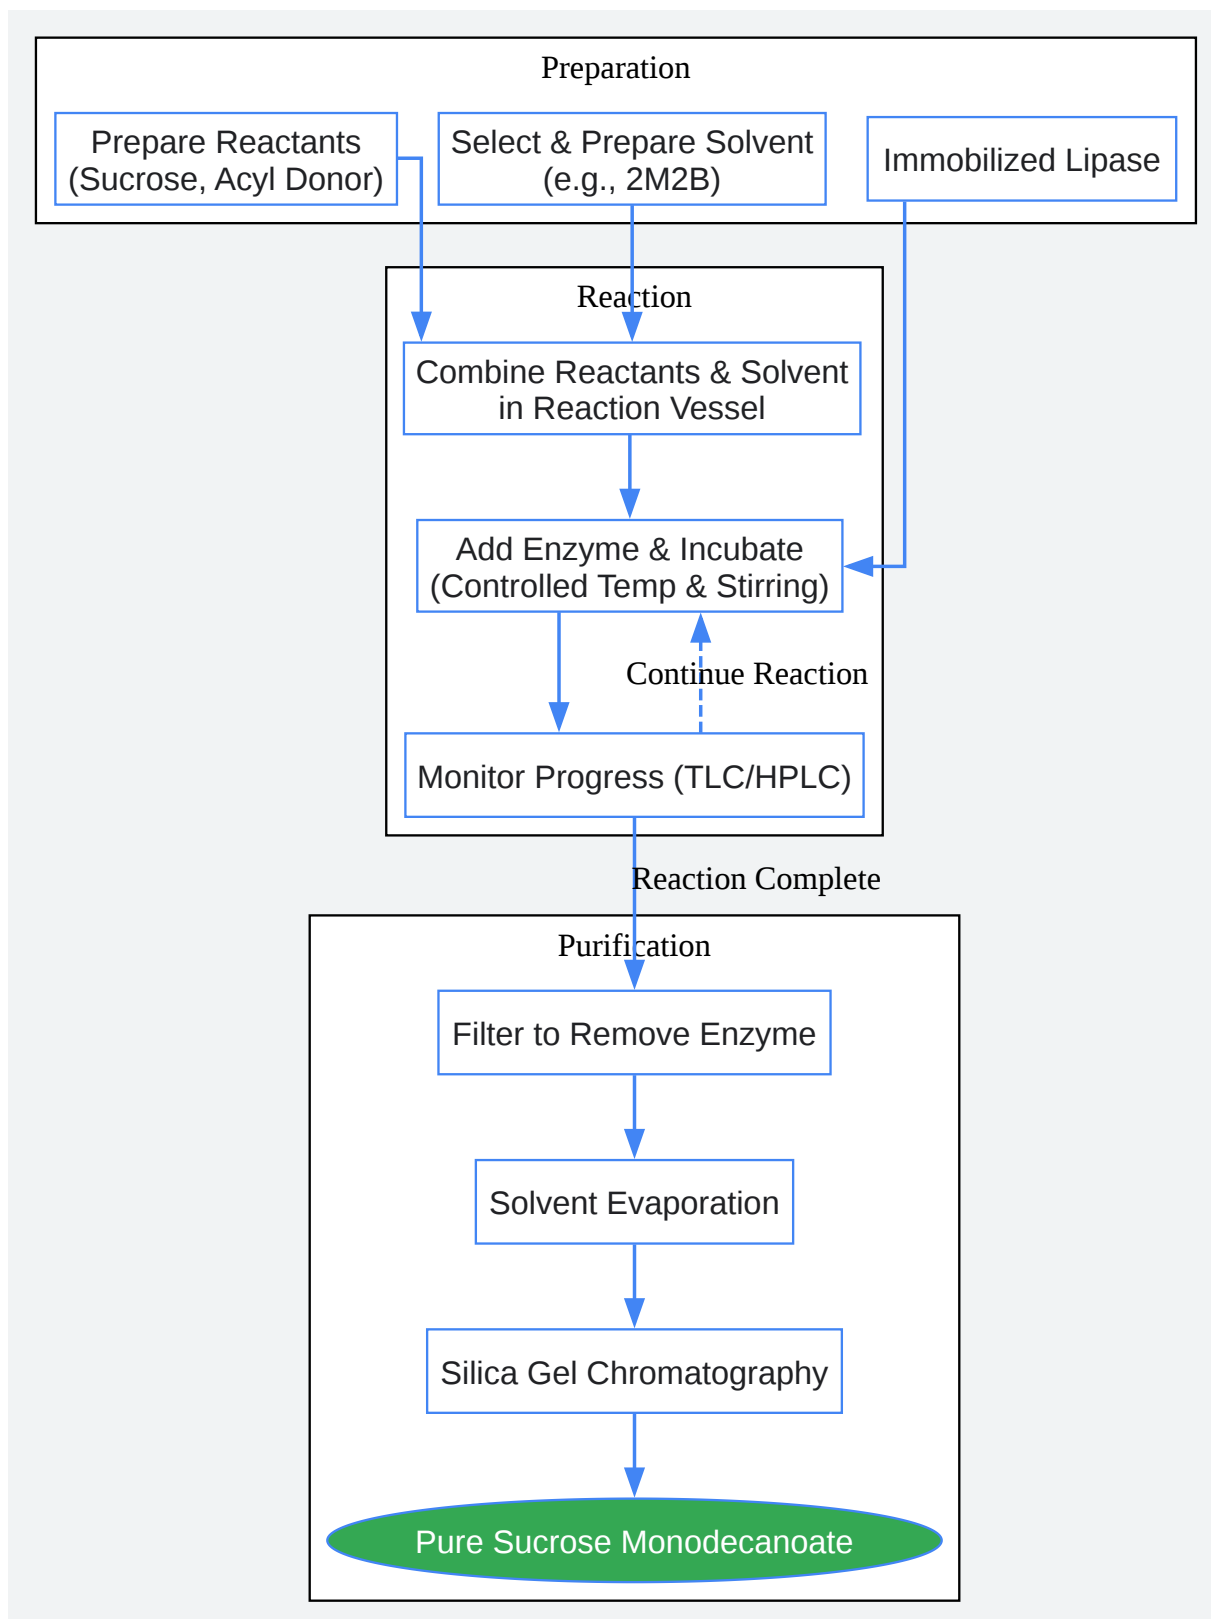 Preparation
Prepare Reactants
(Sucrose, Acyl Donor)
Select & Prepare Solvent
(e.g., 2M2B)
Immobilized Lipase
Reaction
Combine Reactants & Solvent
in Reaction Vessel
Add Enzyme & Incubate
(Controlled Temp & Stirring)
Continue Reaction
Monitor Progress (TLC/HPLC)
Reaction Complete
Purification
Filter to Remove Enzyme
Solvent Evaporation
Silica Gel Chromatography
Pure Sucrose Monodecanoate